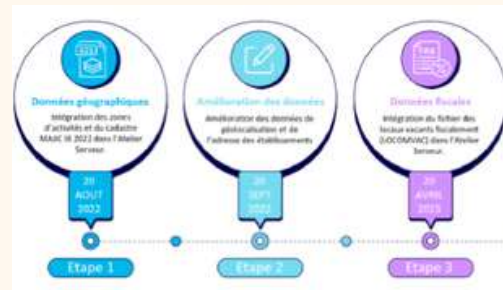 Données géographiques
Intégration des zones
d'activités et du cadastre
MAJIC III 2022 dans l'Atelier
Serveur.
20
AOUT
2022
Etape 1
Amélioration des données
Amélioration des données de
géolocalisation et de
l'adresse des établissements
20
SEPT
2022
Etape 2
Données fiscales
Intégration du fichier des
locaux vacants fiscalement
(LOCOMVAC) dans l'Atelier
Serveur.
20
AVRIL
2023
Etape 3